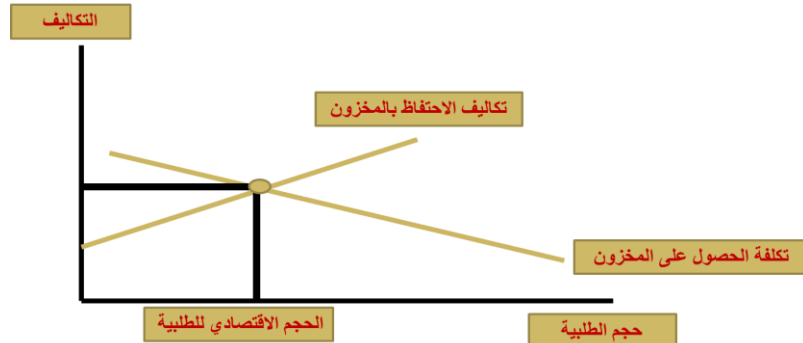 التكاليف
تكاليف الاحتفاظ بالمخزون
تكلفة الحصول على المخزون
الحجم الاقتصادي للطلبية
حجم الطلبية